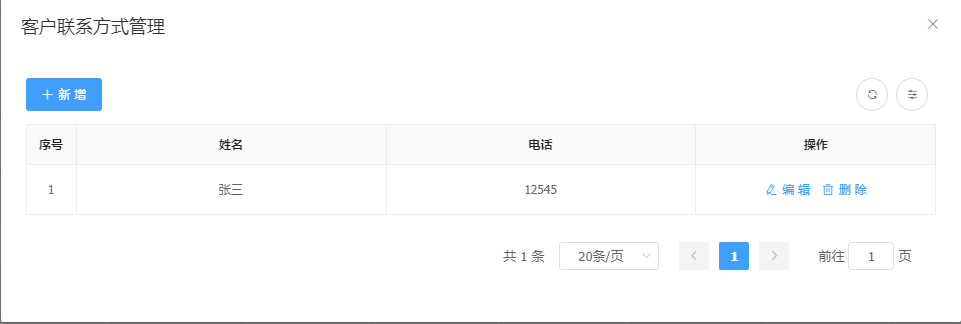 客户联系方式管理
新 增
序号 姓名 电话 操作
1 张三 12545 编 辑 删 除
共 1 条 20条/页 1 前往 1 页